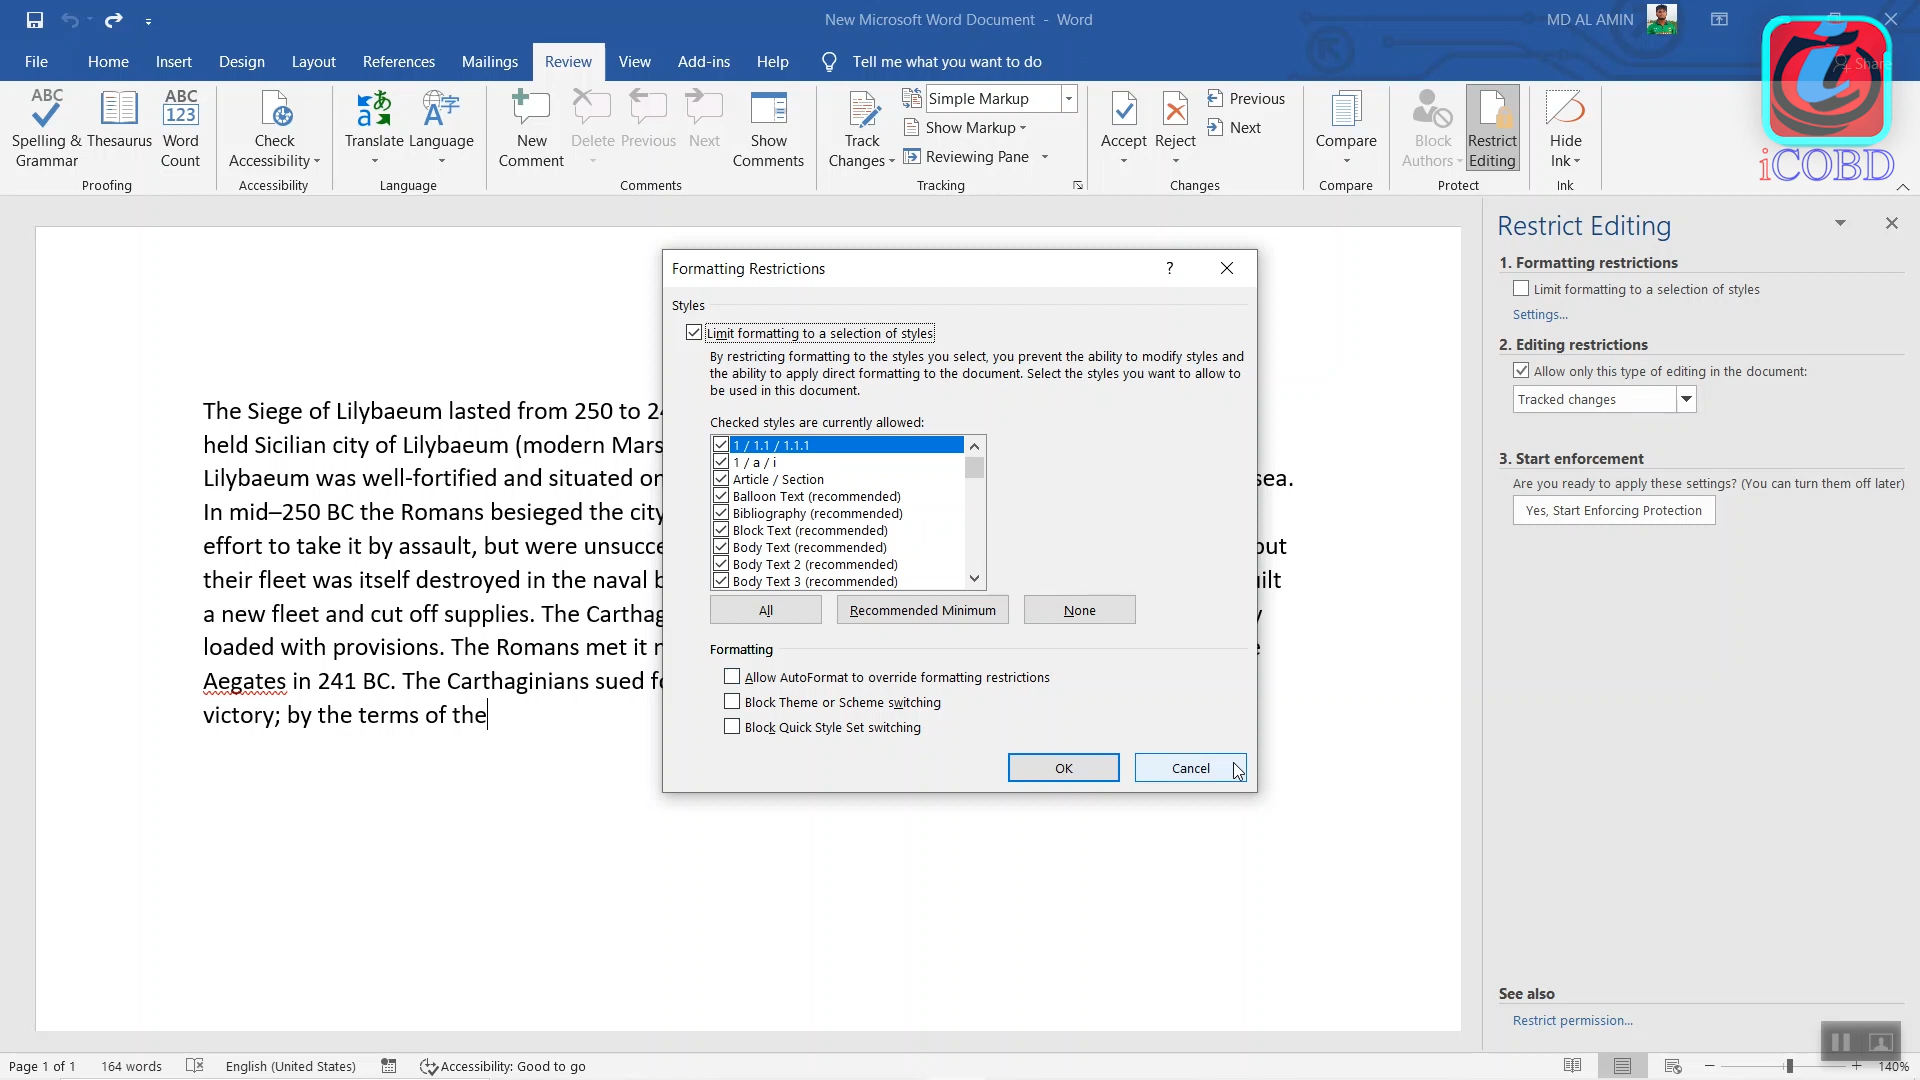 New Microsoft Word Document - Word
MD AL AMIN
File Home Insert Design Layout References Mailings Review View Add-ins Help Tell me what you want to do
Share
ABC
Spelling & Grammar
Thesaurus
ABC
123
Word Count
Proofing
Check Accessibility
Accessibility
Translate
Language
Language
New Comment
Delete
Previous
Next
Show Comments
Comments
Track Changes
Simple Markup
Show Markup
Reviewing Pane
Tracking
Accept
Reject
Previous
Next
Changes
Compare
Compare
Block Authors
Restrict Editing
Protect
Hide Ink
Ink
iCOBD
The Siege of Lilybaeum lasted from 250 to 24
held Sicilian city of Lilybaeum (modern Mars
Lilybaeum was well-fortified and situated on sea.
In mid–250 BC the Romans besieged the city
effort to take it by assault, but were unsucce but
their fleet was itself destroyed in the naval b ilt
a new fleet and cut off supplies. The Carthag y
loaded with provisions. The Romans met it n e
Aegates in 241 BC. The Carthaginians sued fo
victory; by the terms of the
Formatting Restrictions
?
Styles
Limit formatting to a selection of styles
By restricting formatting to the styles you select, you prevent the ability to modify styles and
the ability to apply direct formatting to the document. Select the styles you want to allow to
be used in this document.
Checked styles are currently allowed:
1 / 1.1 / 1.1.1
1 / a / i
Article / Section
Balloon Text (recommended)
Bibliography (recommended)
Block Text (recommended)
Body Text (recommended)
Body Text 2 (recommended)
Body Text 3 (recommended)
All Recommended Minimum None
Formatting
Allow AutoFormat to override formatting restrictions
Block Theme or Scheme switching
Block Quick Style Set switching
OK Cancel
Restrict Editing
1. Formatting restrictions
Limit formatting to a selection of styles
Settings...
2. Editing restrictions
Allow only this type of editing in the document:
Tracked changes
3. Start enforcement
Are you ready to apply these settings? (You can turn them off later)
Yes, Start Enforcing Protection
See also
Restrict permission...
Page 1 of 1 164 words English (United States) Accessibility: Good to go 140%